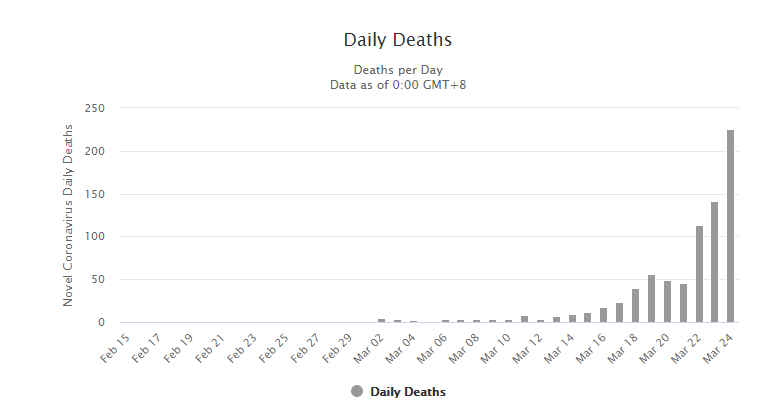 Daily Deaths
Deaths per Day
Data as of 0:00 GMT+8
Novel Coronavirus Daily Deaths
250
200
150
100
50
0
Feb 15
Feb 17
Feb 19
Feb 21
Feb 23
Feb 25
Feb 27
Feb 29
Mar 02
Mar 04
Mar 06
Mar 08
Mar 10
Mar 12
Mar 14
Mar 16
Mar 18
Mar 20
Mar 22
Mar 24
Daily Deaths